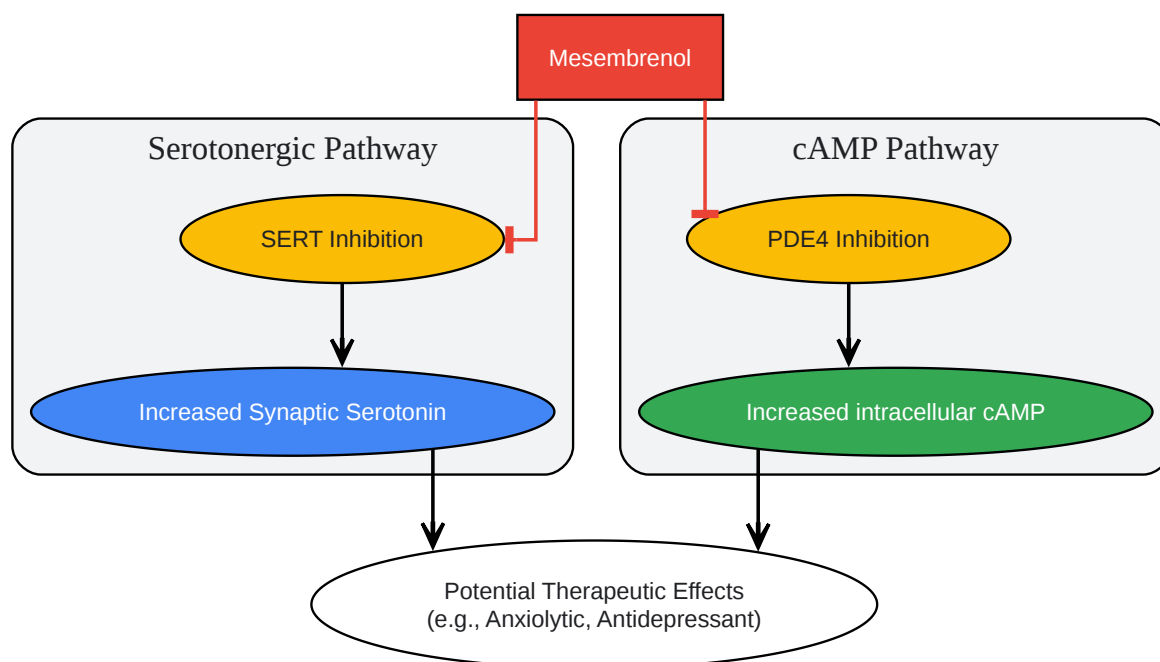 Mesembrenol
Serotonergic Pathway
cAMP Pathway
SERT Inhibition
PDE4 Inhibition
Increased Synaptic Serotonin
Increased intracellular cAMP
Potential Therapeutic Effects
(e.g., Anxiolytic, Antidepressant)